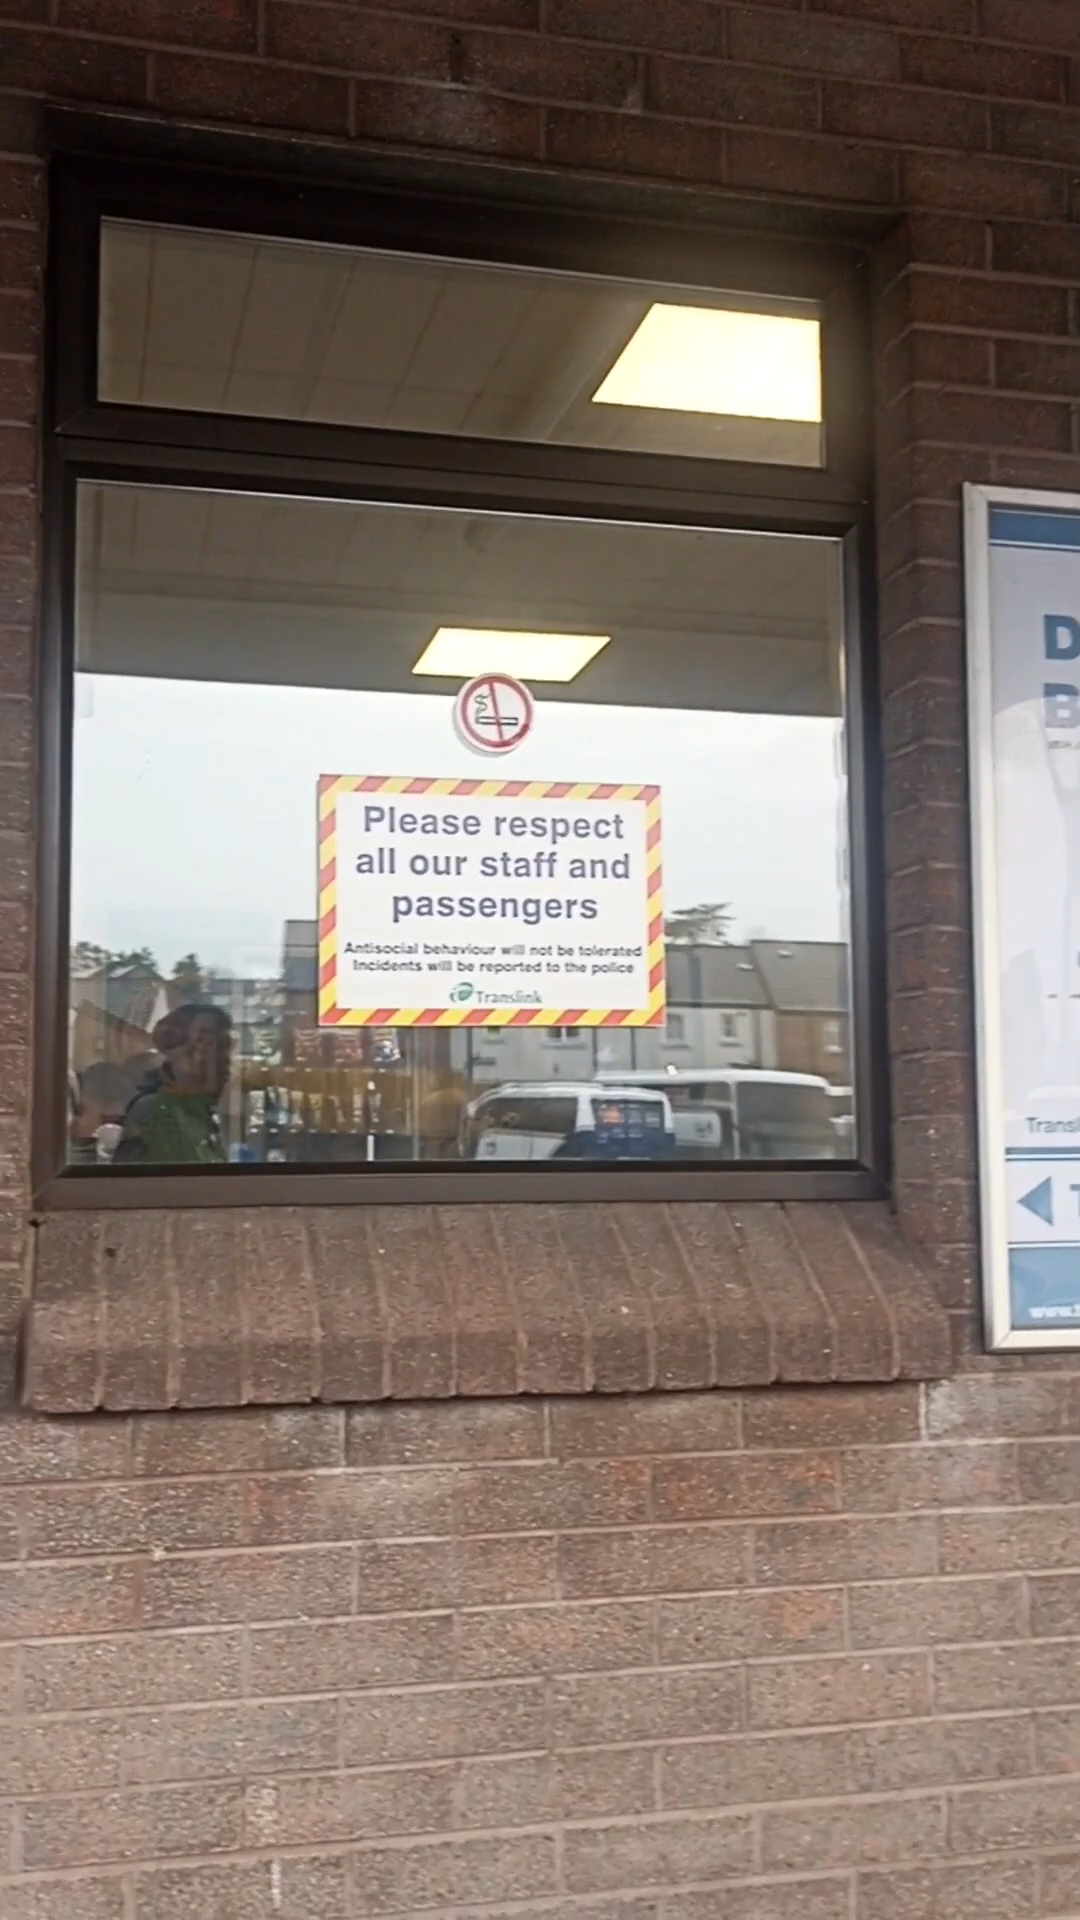 Please respect
all our staff and
passengers
Antisocial behaviour will not be tolerated
Incidents will be reported to the police
Translink